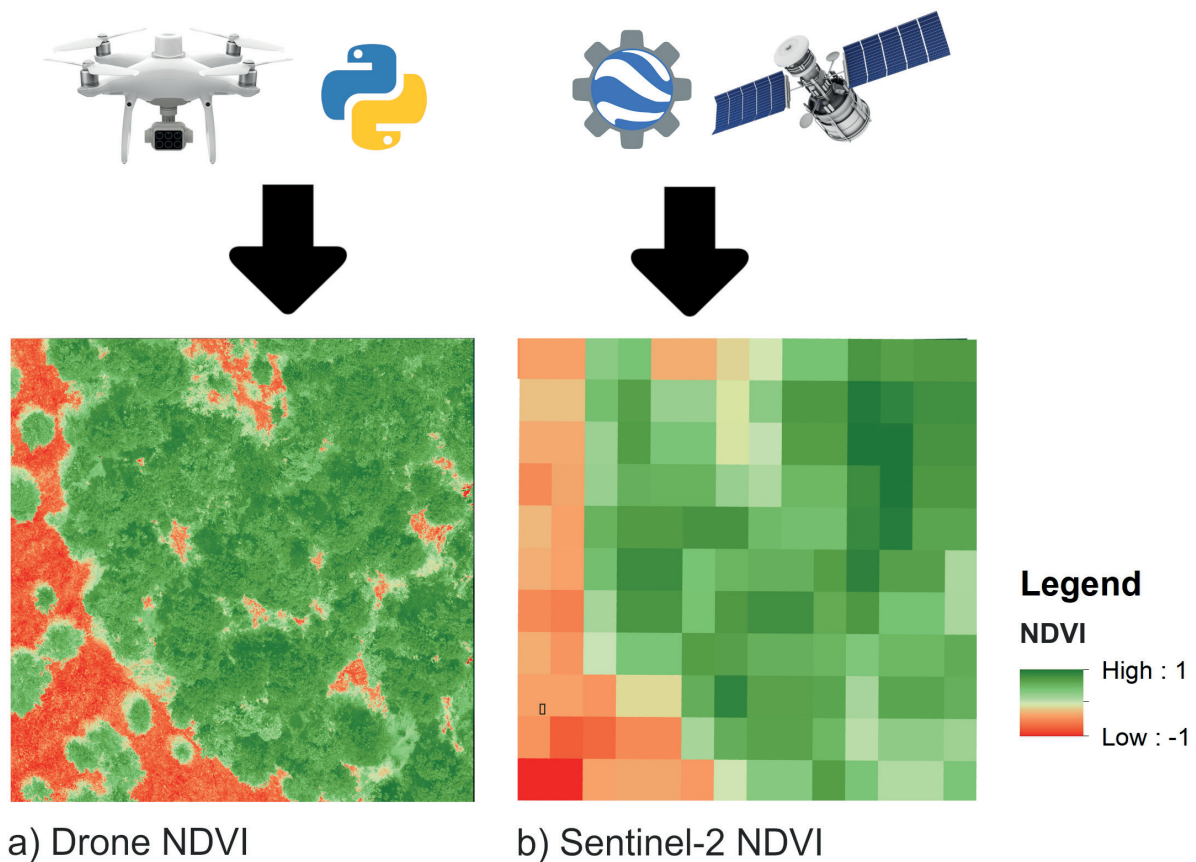 a) Drone NDVI
b) Sentinel-2 NDVI
Legend
NDVI
High : 1
Low : -1